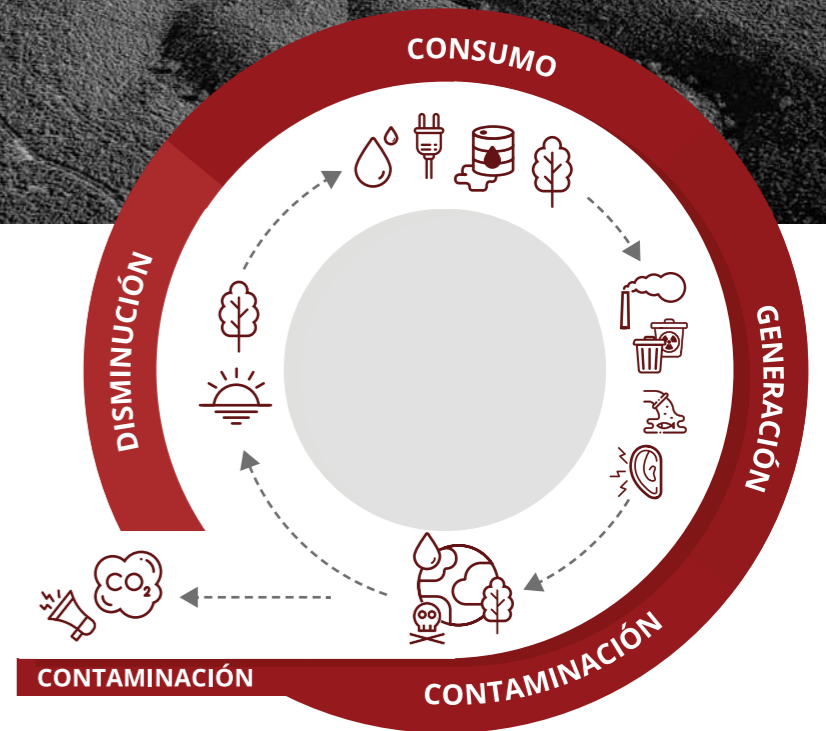 CONSUMO
GENERACIÓN
DISMINUCIÓN
CO2
CONTAMINACIÓN
CONTAMINACIÓN